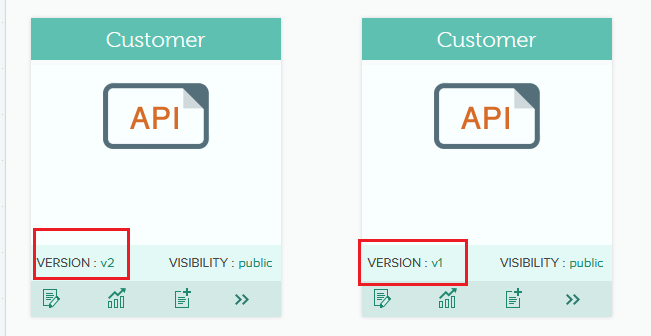 Customer
API
VERSION : v2 VISIBILITY : public
Customer
API
VERSION : v1 VISIBILITY : public